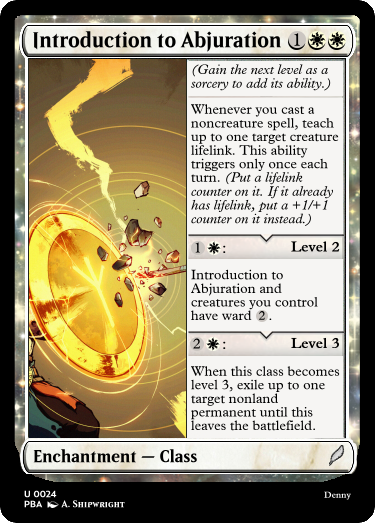 Introduction to Abjuration 1
(Gain the next level as a
sorcery to add its ability.)
Whenever you cast a
noncreature spell, teach
up to one target creature
lifelink. This ability
triggers only once each
turn. (Put a lifelink
counter on it. If it already
has lifelink, put a +1/+1
counter on it instead.)
1 : Level 2
Introduction to
Abjuration and
creatures you control
have ward 2.
2 : Level 3
When this class becomes
level 3, exile up to one
target nonland
permanent until this
leaves the battlefield.
Enchantment — Class
U 0024
PBA A. Shipwright
Denny